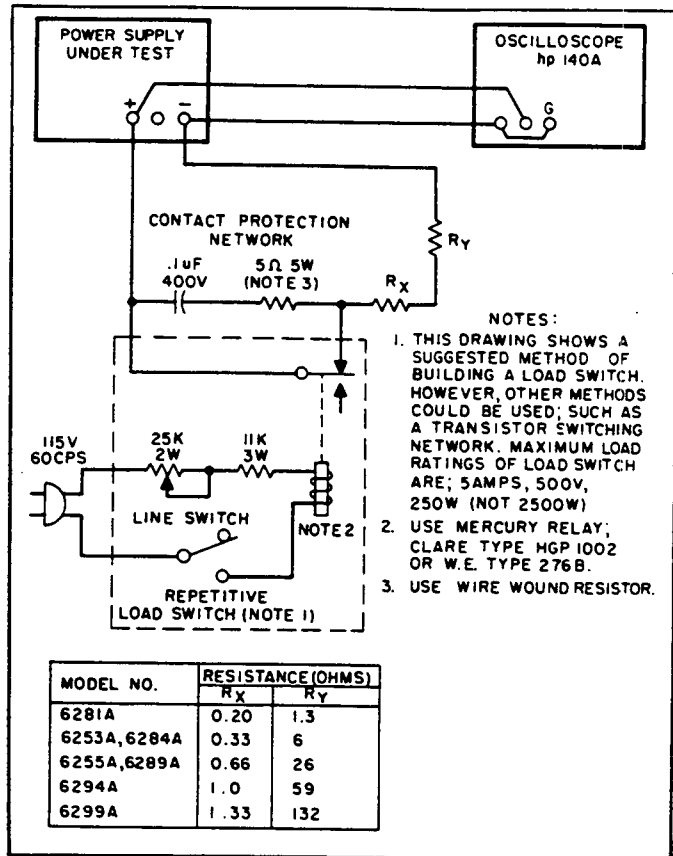 POWER SUPPLY
UNDER TEST
+ -
OSCILLOSCOPE
hp 140A
G
CONTACT PROTECTION
NETWORK
.1uF
400V
5Ω 5W
(NOTE 3)
RX
RY
115V
60CPS
25K
2W
11K
3W
LINE SWITCH
NOTE 2
REPETITIVE
LOAD SWITCH (NOTE 1)
NOTES:
1. THIS DRAWING SHOWS A
SUGGESTED METHOD OF
BUILDING A LOAD SWITCH.
HOWEVER, OTHER METHODS
COULD BE USED; SUCH AS
A TRANSISTOR SWITCHING
NETWORK. MAXIMUM LOAD
RATINGS OF LOAD SWITCH
ARE; 5AMPS, 500V,
250W (NOT 2500W)
2. USE MERCURY RELAY;
CLARE TYPE HGP 1002
OR W.E. TYPE 276B.
3. USE WIRE WOUND RESISTOR.
MODEL NO. RESISTANCE(OHMS)
RX RY
6281A 0.20 1.3
6253A,6284A 0.33 6
6255A,6289A 0.66 26
6294A 1.0 59
6299A 1.33 132